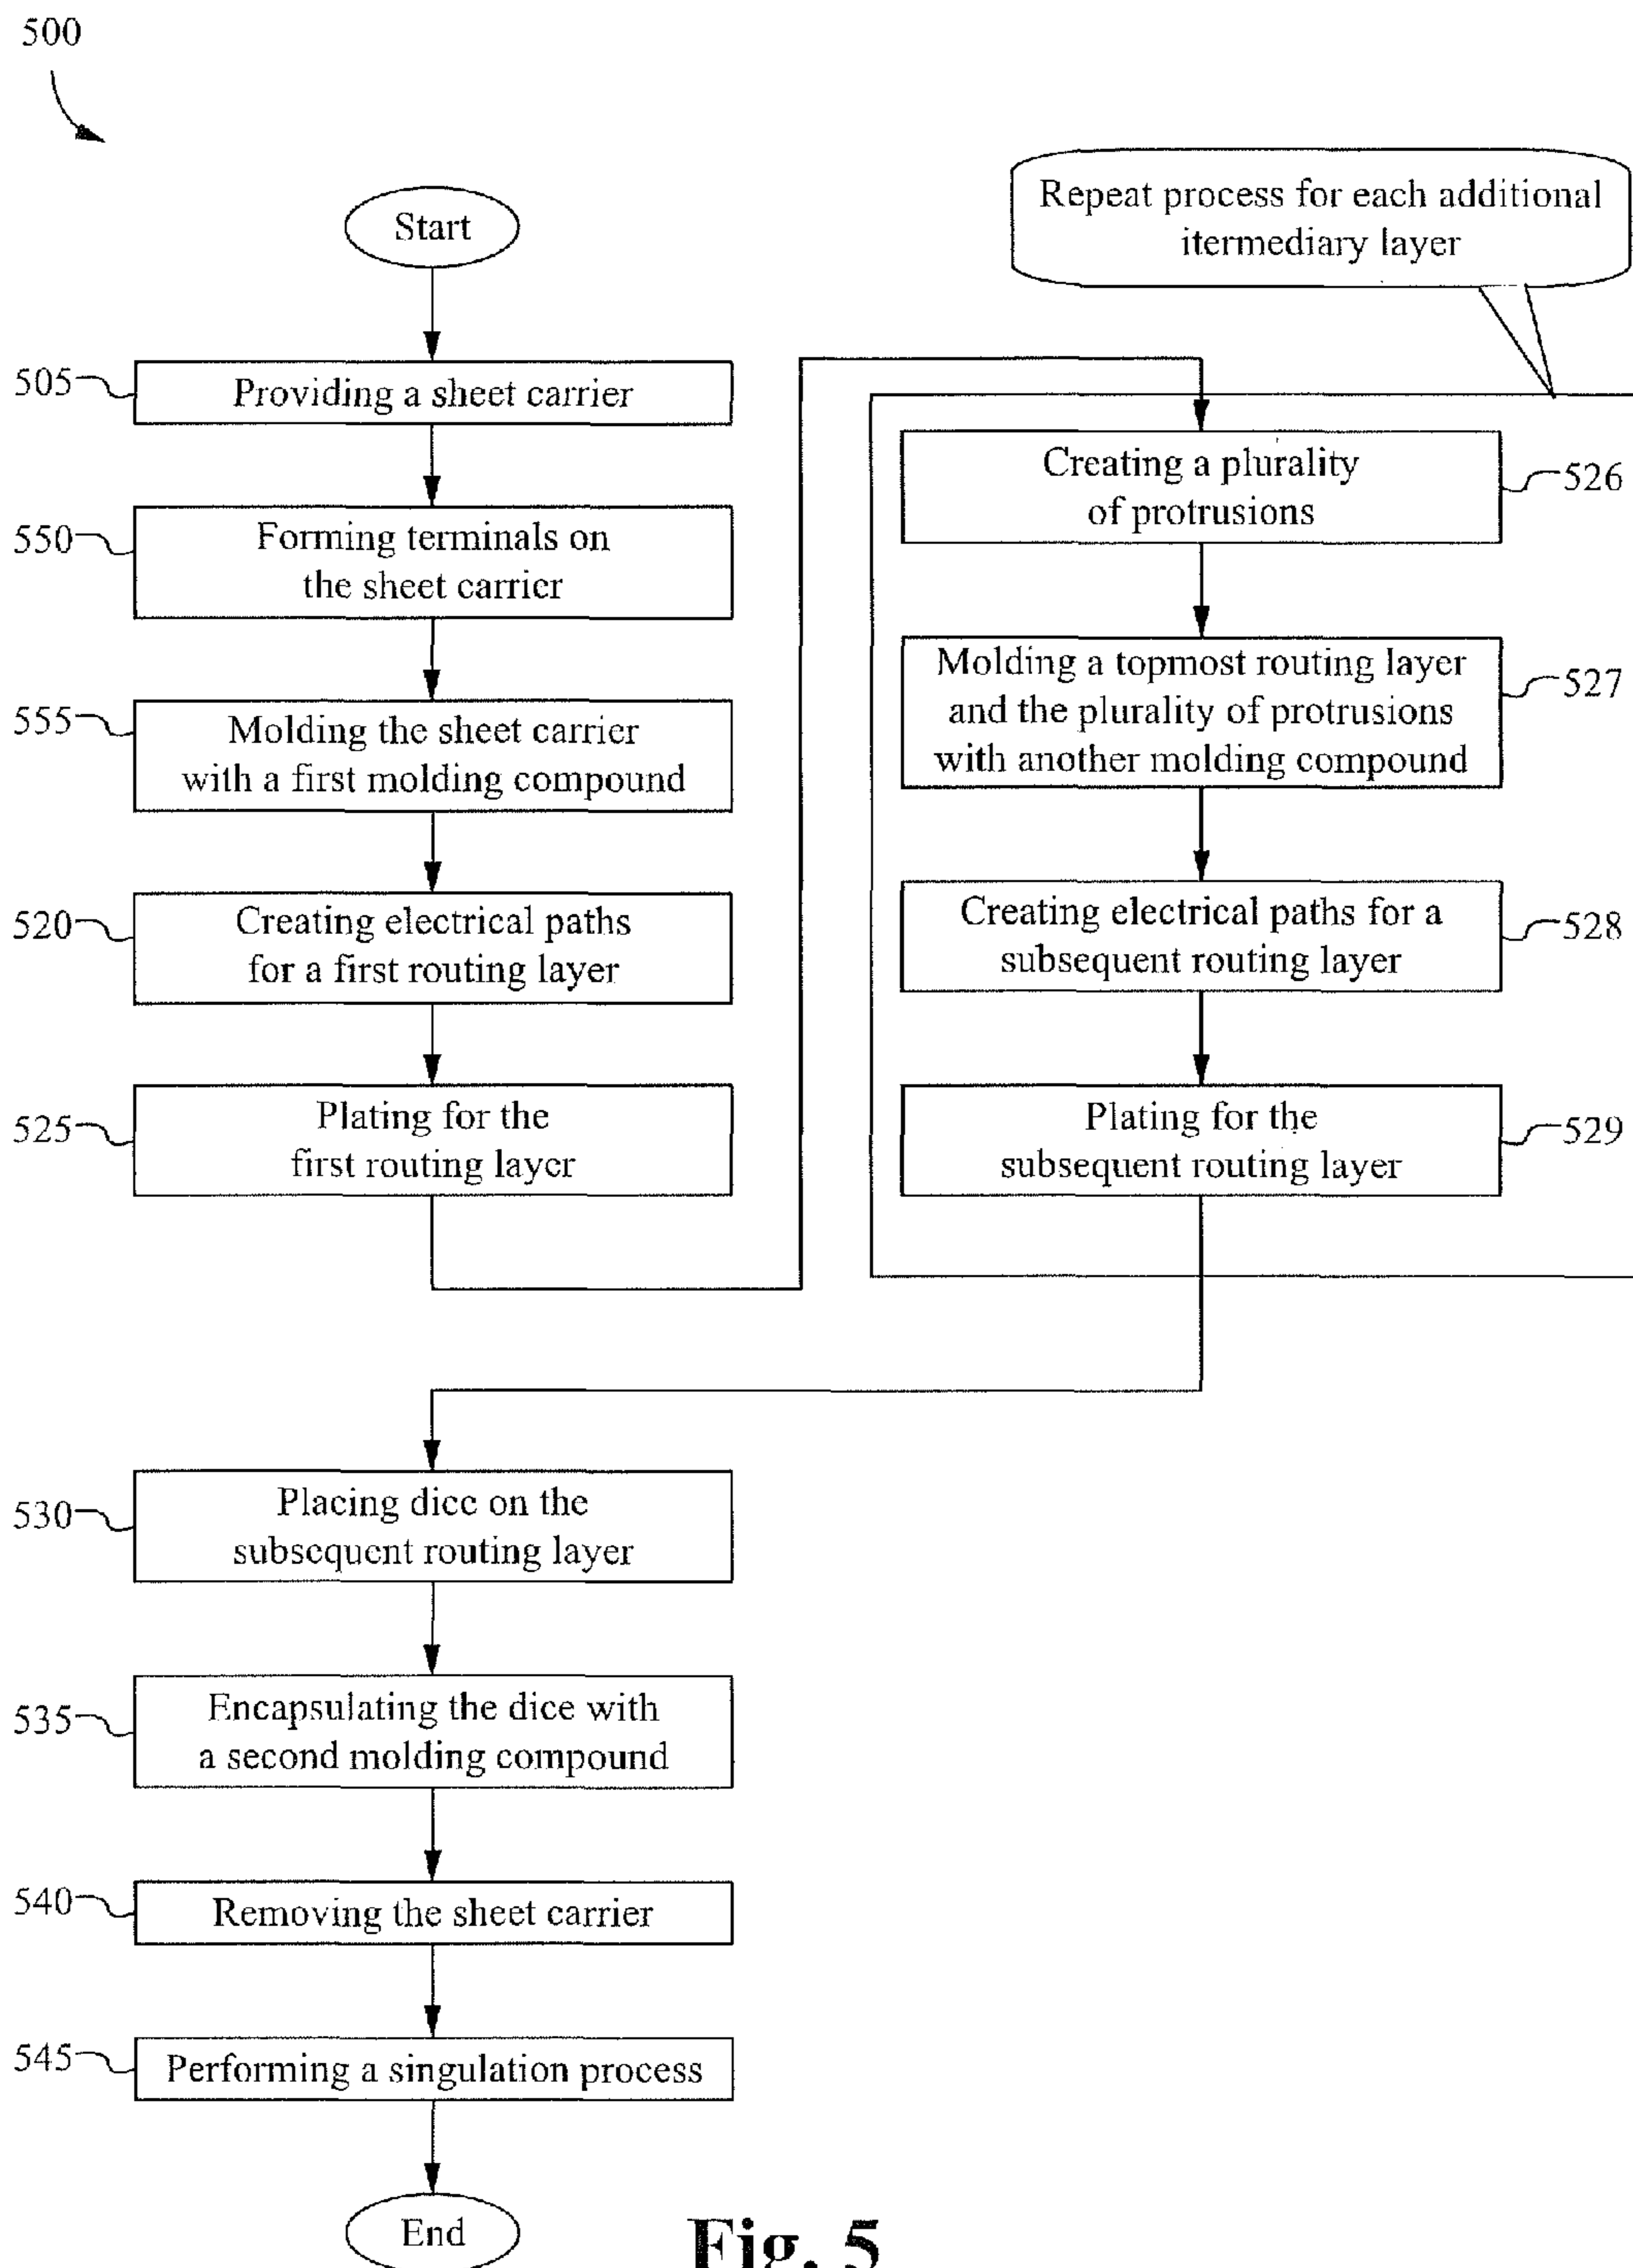 500
Start
505
Providing a sheet carrier
550
Forming terminals on
the sheet carrier
555
Molding the sheet carrier
with a first molding compound
520
Creating electrical paths
for a first routing layer
525
Plating for the
first routing layer
Repeat process for each additional
itermediary layer
Creating a plurality
of protrusions
526
Molding a topmost routing layer
and the plurality of protrusions
with another molding compound
527
Creating electrical paths for a
subsequent routing layer
528
Plating for the
subsequent routing layer
529
530
Placing dice on the
subsequent routing layer
535
Encapsulating the dice with
a second molding compound
540
Removing the sheet carrier
545
Performing a singulation process
End
Fig. 5